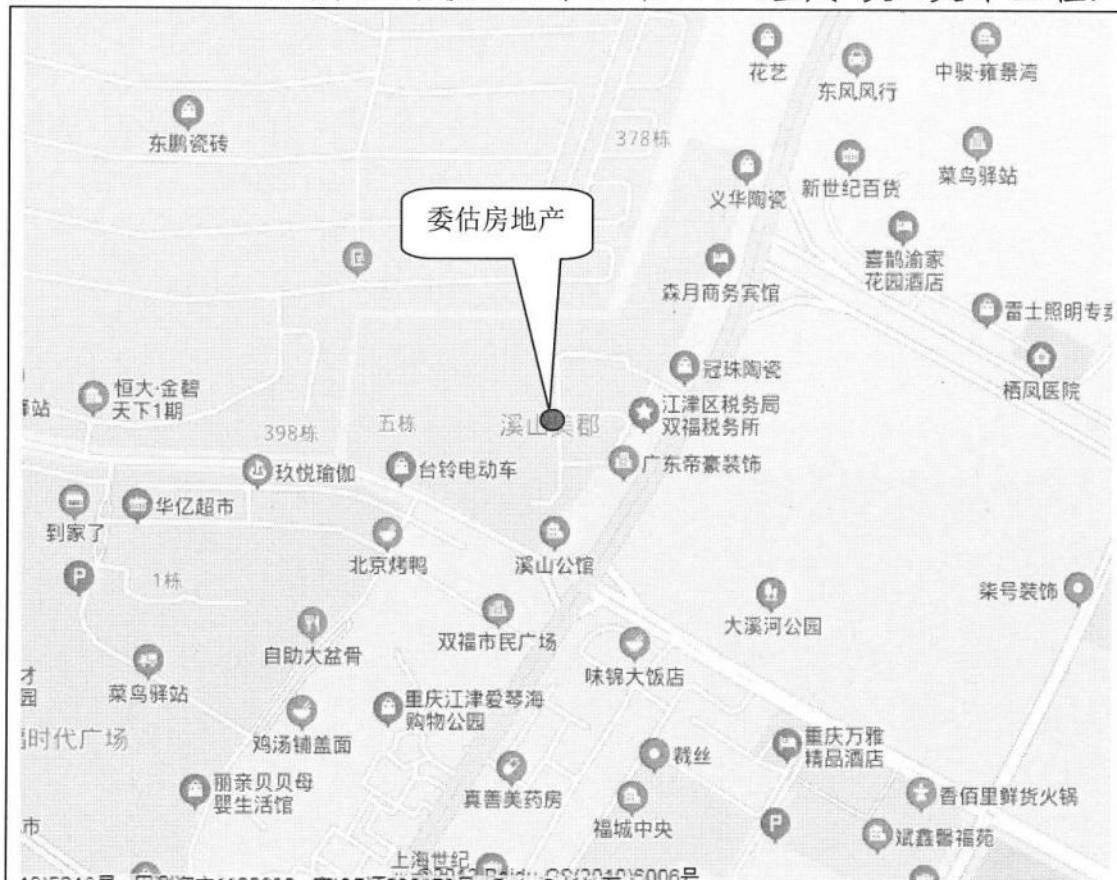 花艺
东风风行
中骏·雍景湾
东鹏瓷砖
378栋
义华陶瓷
新世纪百货
菜鸟驿站
委估房地产
喜鹊渝家
花园酒店
森月商务宾馆
雷士照明专卖
冠珠陶瓷
栖凤医院
恒大·金碧
天下1期
驿站
江津区税务局
双福税务所
398栋
五栋
溪山美郡
玖悦瑜伽
台铃电动车
广东帝豪装饰
到家了
华亿超市
北京烤鸭
溪山公馆
P
1栋
柒号装饰
大溪河公园
自助大盆骨
双福市民广场
味锦大饭店
菜鸟驿站
才
园
重庆江津爱琴海
购物公园
时代广场
鸡汤铺盖面
戳丝
重庆万雅
精品酒店
丽亲贝贝母
婴生活馆
真善美药房
福城中央
P
香佰里鲜货火锅
斌鑫馨福苑
市
上海世纪